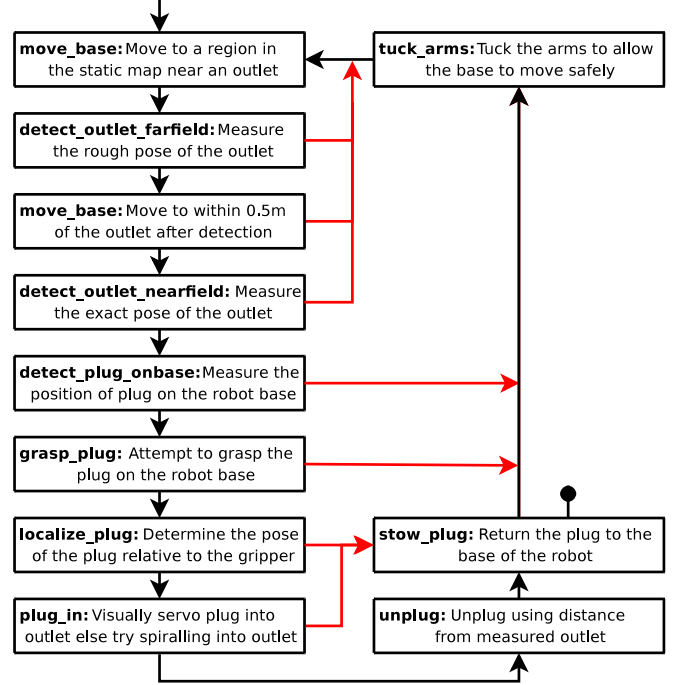 move_base: Move to a region in
the static map near an outlet
tuck_arms: Tuck the arms to allow
the base to move safely
detect_outlet_farfield: Measure
the rough pose of the outlet
move_base: Move to within 0.5m
of the outlet after detection
detect_outlet_nearfield: Measure
the exact pose of the outlet
detect_plug_onbase: Measure the
position of plug on the robot base
grasp_plug: Attempt to grasp the
plug on the robot base
localize_plug: Determine the pose
of the plug relative to the gripper
stow_plug: Return the plug to the
base of the robot
plug_in: Visually servo plug into
outlet else try spiralling into outlet
unplug: Unplug using distance
from measured outlet